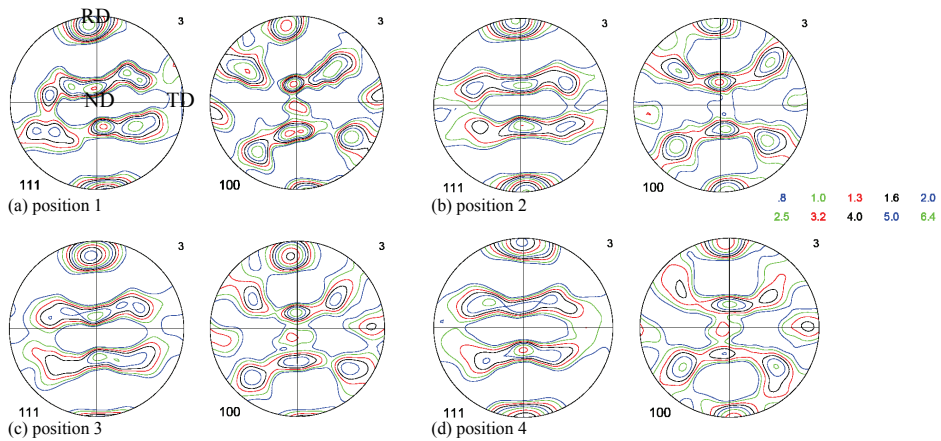 RD
3
3
3
3
ND
TD
111
100
111
100
(a) position 1
(b) position 2
.8 1.0 1.3 1.6 2.0
2.5 3.2 4.0 5.0 6.4
3
3
3
3
111
100
111
100
(c) position 3
(d) position 4